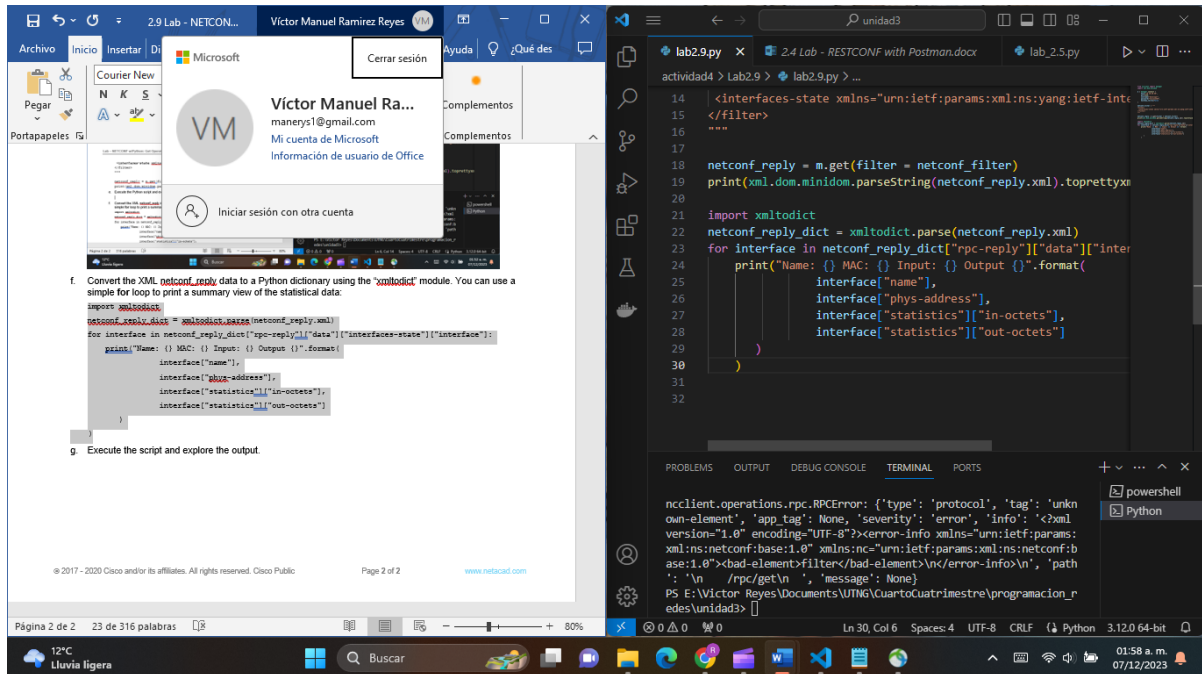 2.9 Lab - NETCON...
Víctor Manuel Ramirez Reyes
VM
Archivo
Inicio
Insertar
Ayuda
¿Qué des
Microsoft
Cerrar sesión
VM
Víctor Manuel Ra...
manerys1@gmail.com
Mi cuenta de Microsoft
Información de usuario de Office
Iniciar sesión con otra cuenta
Pegar
Courier New
N K S
Portapapeles
Complementos
Complementos
f. Convert the XML netconf_reply data to a Python dictionary using the "xmltodict" module. You can use a
simple for loop to print a summary view of the statistical data:
import xmltodict
netconf_reply_dict = xmltodict.parse(netconf_reply.xml)
for interface in netconf_reply_dict["rpc-reply"]["data"]["interfaces-state"]["interface"]:
print("Name: {} MAC: {} Input: {} Output {}".format(
interface["name"],
interface["phys-address"],
interface["statistics"]["in-octets"],
interface["statistics"]["out-octets"]
)
)
g. Execute the script and explore the output.
© 2017 - 2020 Cisco and/or its affiliates. All rights reserved. Cisco Public
Page 2 of 2
www.netacad.com
Página 2 de 2
23 de 316 palabras
80%
unidad3
lab2.9.py
2.4 Lab - RESTCONF with Postman.docx
lab_2.5.py
actividad4 > Lab2.9 > lab2.9.py > ...
14 <interfaces-state xmlns="urn:ietf:params:xml:ns:yang:ietf-inte
15 </filter>
16 """
17
18 netconf_reply = m.get(filter = netconf_filter)
19 print(xml.dom.minidom.parseString(netconf_reply.xml).toprettyxm
20
21 import xmltodict
22 netconf_reply_dict = xmltodict.parse(netconf_reply.xml)
23 for interface in netconf_reply_dict["rpc-reply"]["data"]["inter
24 print("Name: {} MAC: {} Input: {} Output {}".format(
25 interface["name"],
26 interface["phys-address"],
27 interface["statistics"]["in-octets"],
28 interface["statistics"]["out-octets"]
29 )
30 )
31
32
PROBLEMS
OUTPUT
DEBUG CONSOLE
TERMINAL
PORTS
powershell
Python
ncclient.operations.rpc.RPCError: {'type': 'protocol', 'tag': 'unkn
own-element', 'app_tag': None, 'severity': 'error', 'info': '<?xml
version="1.0" encoding="UTF-8"?><error-info xmlns="urn:ietf:params:
xml:ns:netconf:base:1.0" xmlns:nc="urn:ietf:params:xml:ns:netconf:b
ase:1.0"><bad-element>filter</bad-element>\n</error-info>\n', 'path
': '\n /rpc/get\n ', 'message': None}
PS E:\Victor Reyes\Documents\UTNG\CuartoCuatrimestre\programacion_r
edes\unidad3>
0 0
0
Ln 30, Col 6
Spaces: 4
UTF-8
CRLF
Python
3.12.0 64-bit
12°C
Lluvia ligera
Buscar
01:58 a. m.
07/12/2023